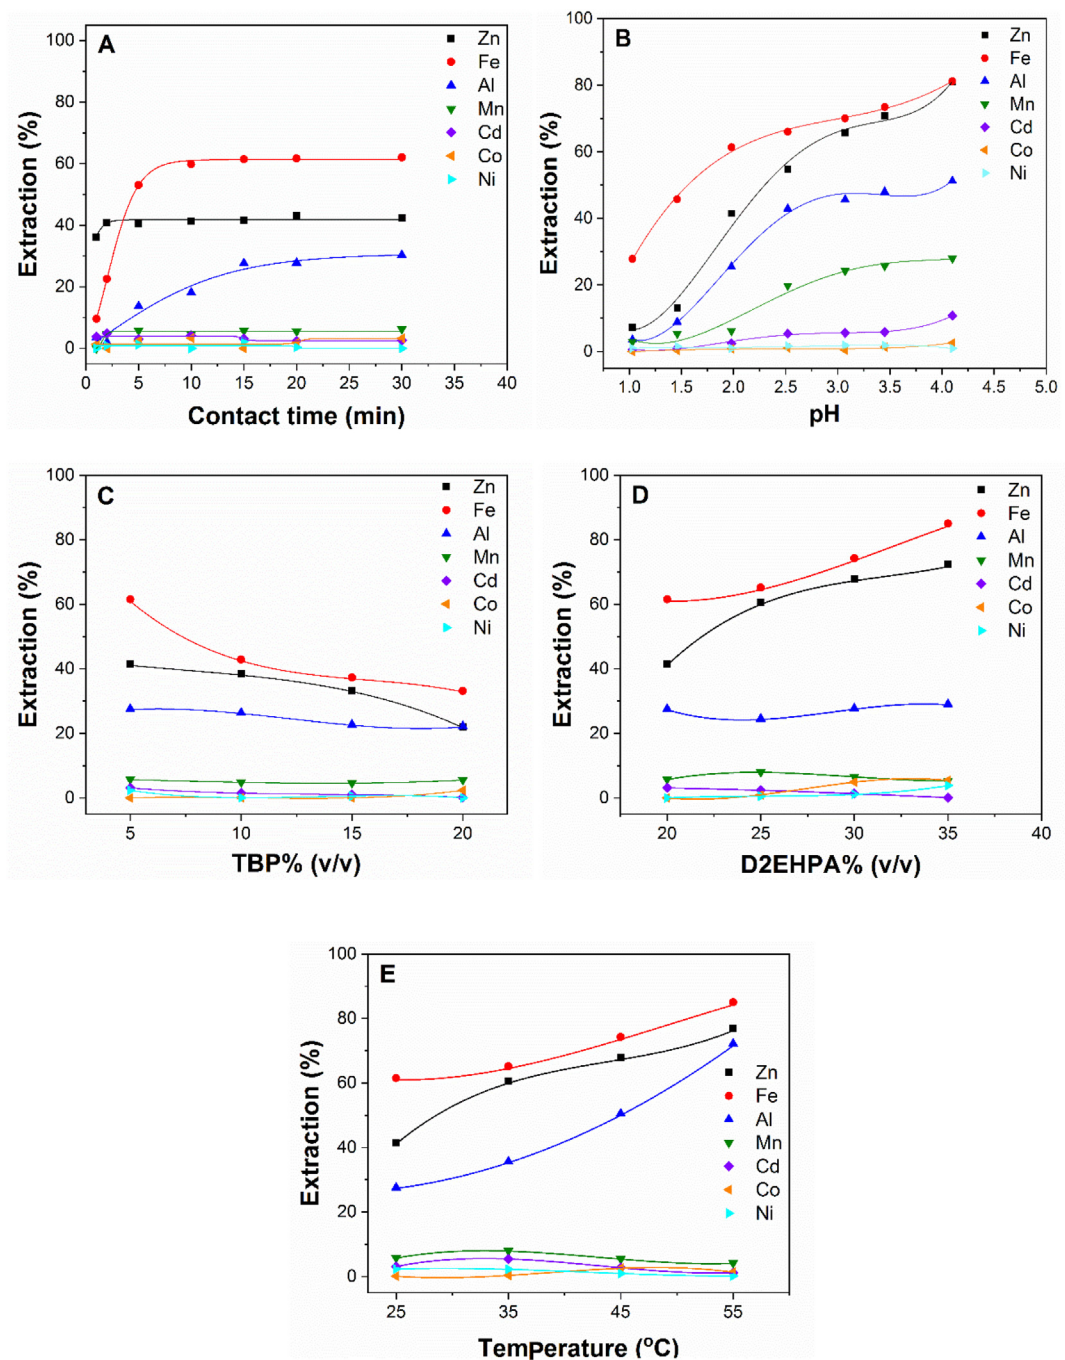 A
Zn
Fe
Al
Mn
Cd
Co
Ni
100
80
60
40
20
0
Extraction (%)
0 5 10 15 20 25 30 35 40
Contact time (min)
B
Zn
Fe
Al
Mn
Cd
Co
Ni
100
80
60
40
20
0
Extraction (%)
1.0 1.5 2.0 2.5 3.0 3.5 4.0 4.5 5.0
pH
C
Zn
Fe
Al
Mn
Cd
Co
Ni
100
80
60
40
20
0
Extraction (%)
5 10 15 20
TBP% (v/v)
D
Zn
Fe
Al
Mn
Cd
Co
Ni
100
80
60
40
20
0
Extraction (%)
20 25 30 35 40
D2EHPA% (v/v)
E
Zn
Fe
Al
Mn
Cd
Co
Ni
100
80
60
40
20
0
Extraction (%)
25 35 45 55
Temperature (°C)